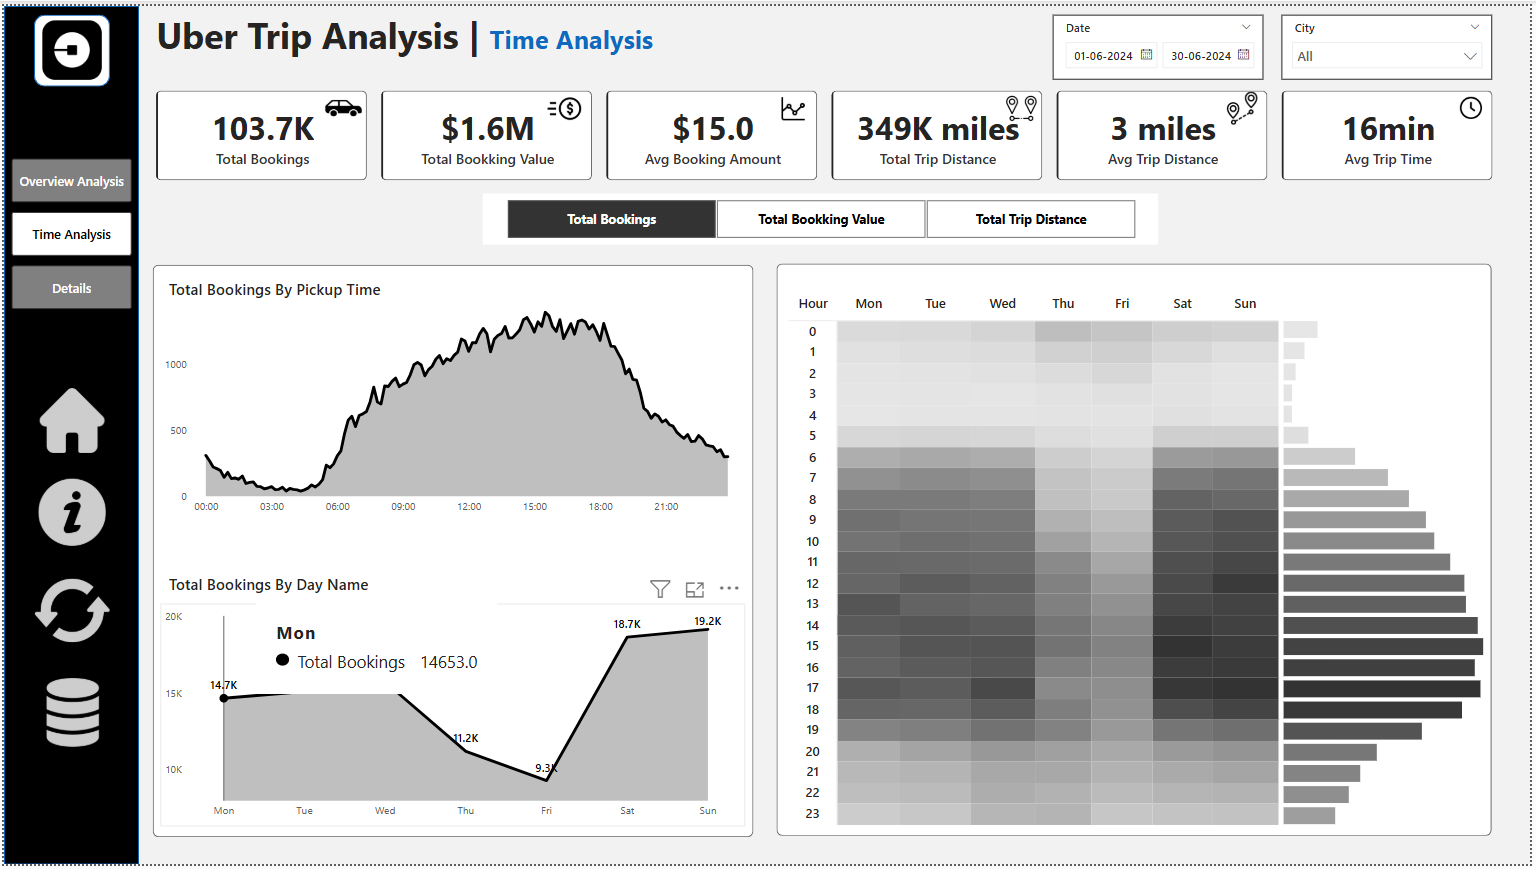 Uber Trip Analysis | Time Analysis
Date
01-06-2024 30-06-2024
City
All
103.7K
Total Bookings
$1.6M
Total Bookking Value
$15.0
Avg Booking Amount
349K miles
Total Trip Distance
3 miles
Avg Trip Distance
16min
Avg Trip Time
Overview Analysis
Time Analysis
Details
Total Bookings Total Bookking Value Total Trip Distance
Total Bookings By Pickup Time
1000
500
0
00:00 03:00 06:00 09:00 12:00 15:00 18:00 21:00
Total Bookings By Day Name
20K
15K
10K
Mon
Total Bookings 14653.0
14.7K
11.2K
9.3K
18.7K
19.2K
Mon Tue Wed Thu Fri Sat Sun
Hour Mon Tue Wed Thu Fri Sat Sun
0
1
2
3
4
5
6
7
8
9
10
11
12
13
14
15
16
17
18
19
20
21
22
23